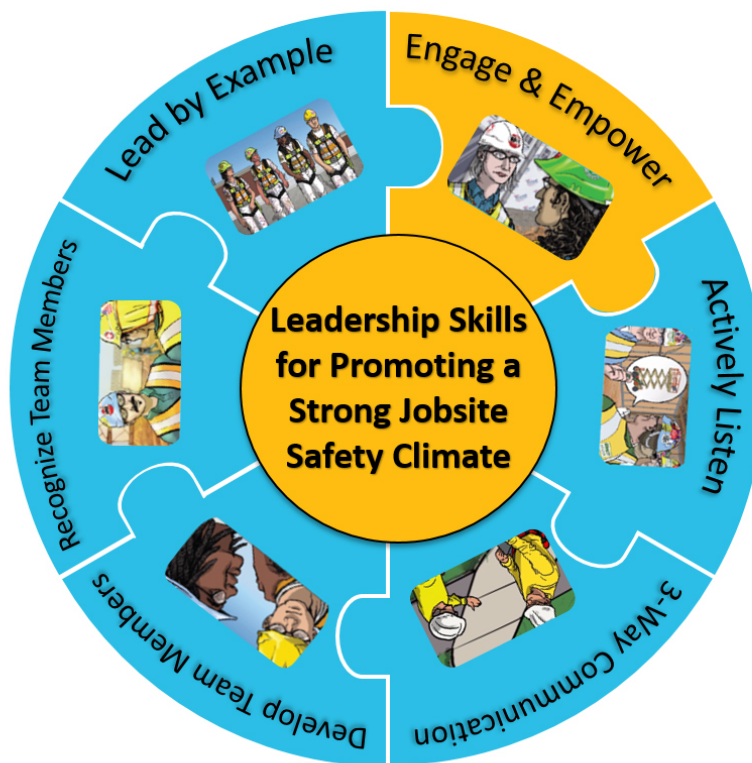 Lead by Example
Engage & Empower
Actively Listen
3-Way Communication
Develop Team Members
Recognize Team Members
Leadership Skills
for Promoting a
Strong Jobsite
Safety Climate